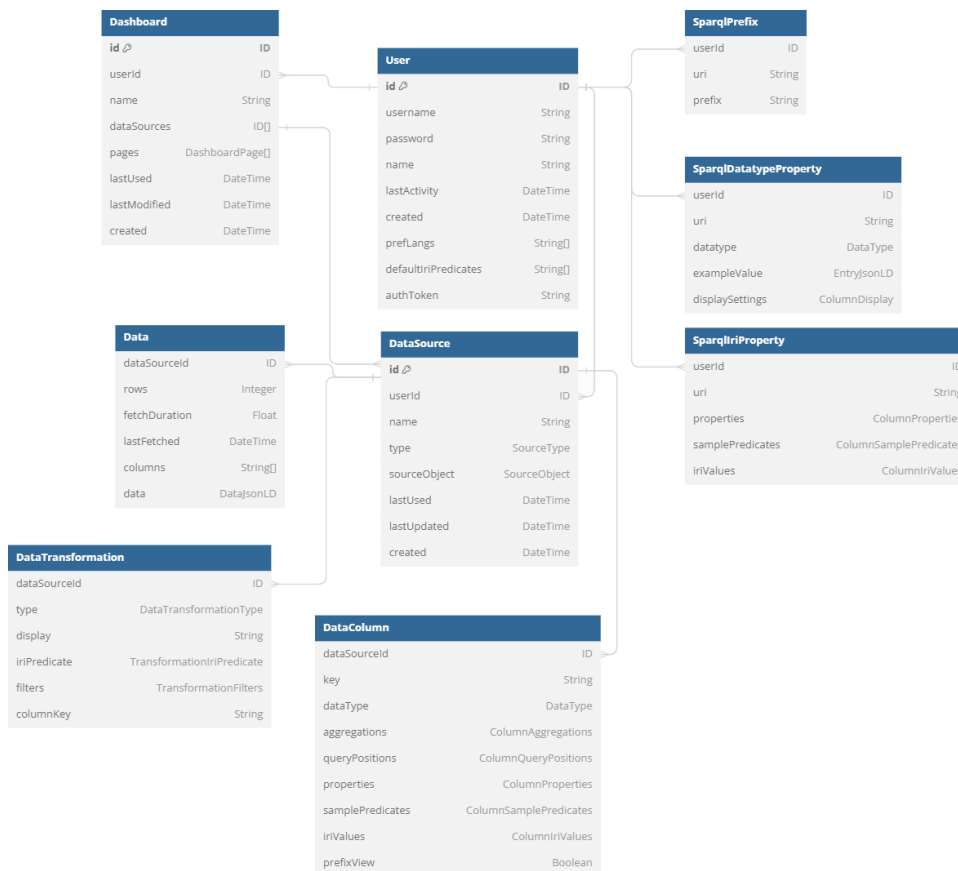 Dashboard
id ID
userId ID
name String
dataSources ID[]
pages DashboardPage[]
lastUsed DateTime
lastModified DateTime
created DateTime
User
id ID
username String
password String
name String
lastActivity DateTime
created DateTime
prefLangs String[]
defaultIriPredicates String[]
authToken String
SparqlPrefix
userId ID
uri String
prefix String
SparqlDatatypeProperty
userId ID
uri String
datatype DataType
exampleValue EntryJsonLD
displaySettings ColumnDisplay
Data
dataSourceId ID
rows Integer
fetchDuration Float
lastFetched DateTime
columns String[]
data DataJsonLD
DataSource
id ID
userId ID
name String
type SourceType
sourceObject SourceObject
lastUsed DateTime
lastUpdated DateTime
created DateTime
SparqlIriProperty
userId ID
uri String
properties ColumnPropertie
samplePredicates ColumnSamplePredicate
iriValues ColumnIriValue
DataTransformation
dataSourceId ID
type DataTransformationType
display String
iriPredicate TransformationIriPredicate
filters TransformationFilters
columnKey String
DataColumn
dataSourceId ID
key String
dataType DataType
aggregations ColumnAggregations
queryPositions ColumnQueryPositions
properties ColumnProperties
samplePredicates ColumnSamplePredicates
iriValues ColumnIriValues
prefixView Boolean